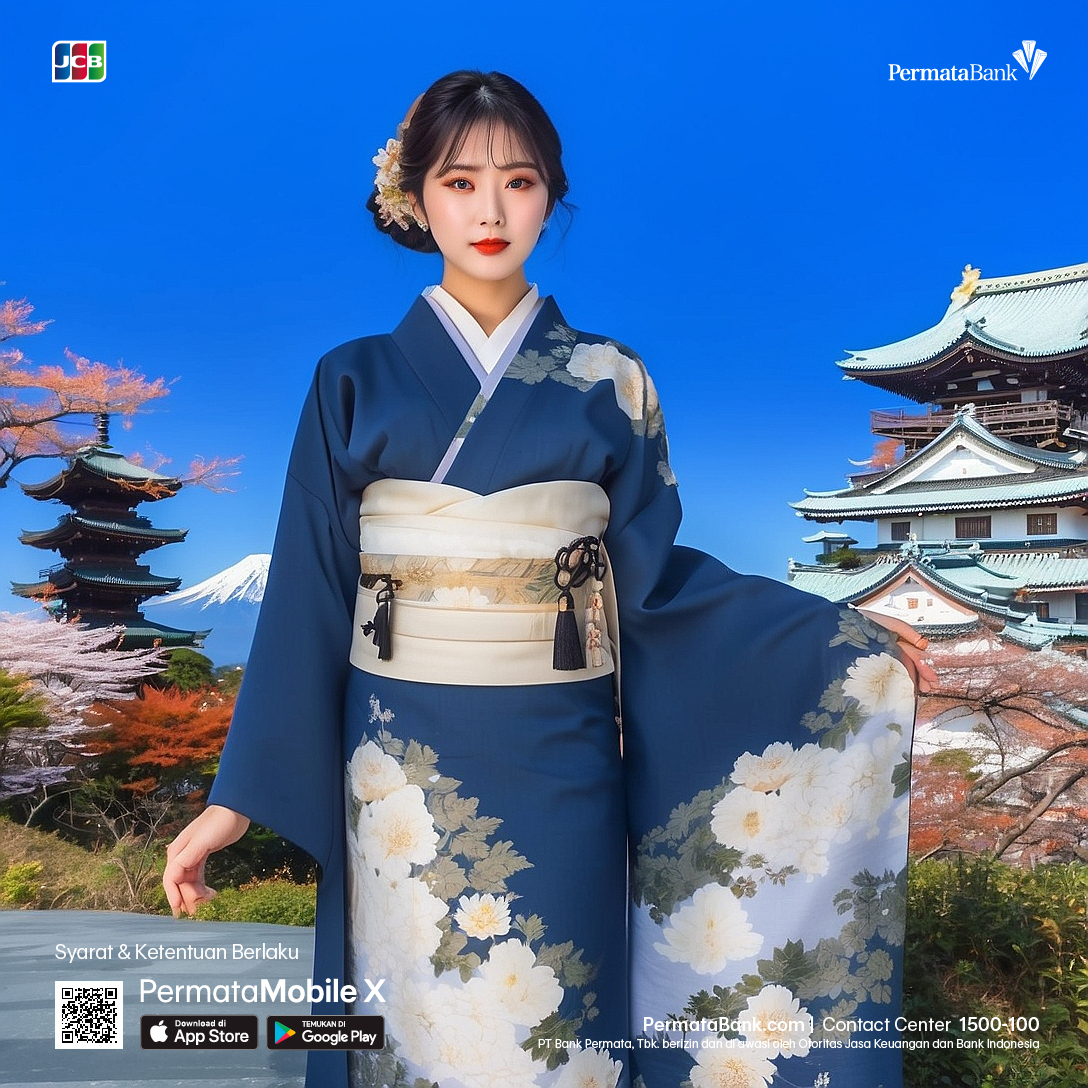 JCB
PermataBank
Syarat & Ketentuan Berlaku
PermataMobile X
Download di
App Store
TEMUKAN DI
Google Play
PermataBank.com | Contact Center 1500-100
PT Bank Permata, Tbk. berizin dan diawasi oleh Otoritas Jasa Keuangan dan Bank Indonesia